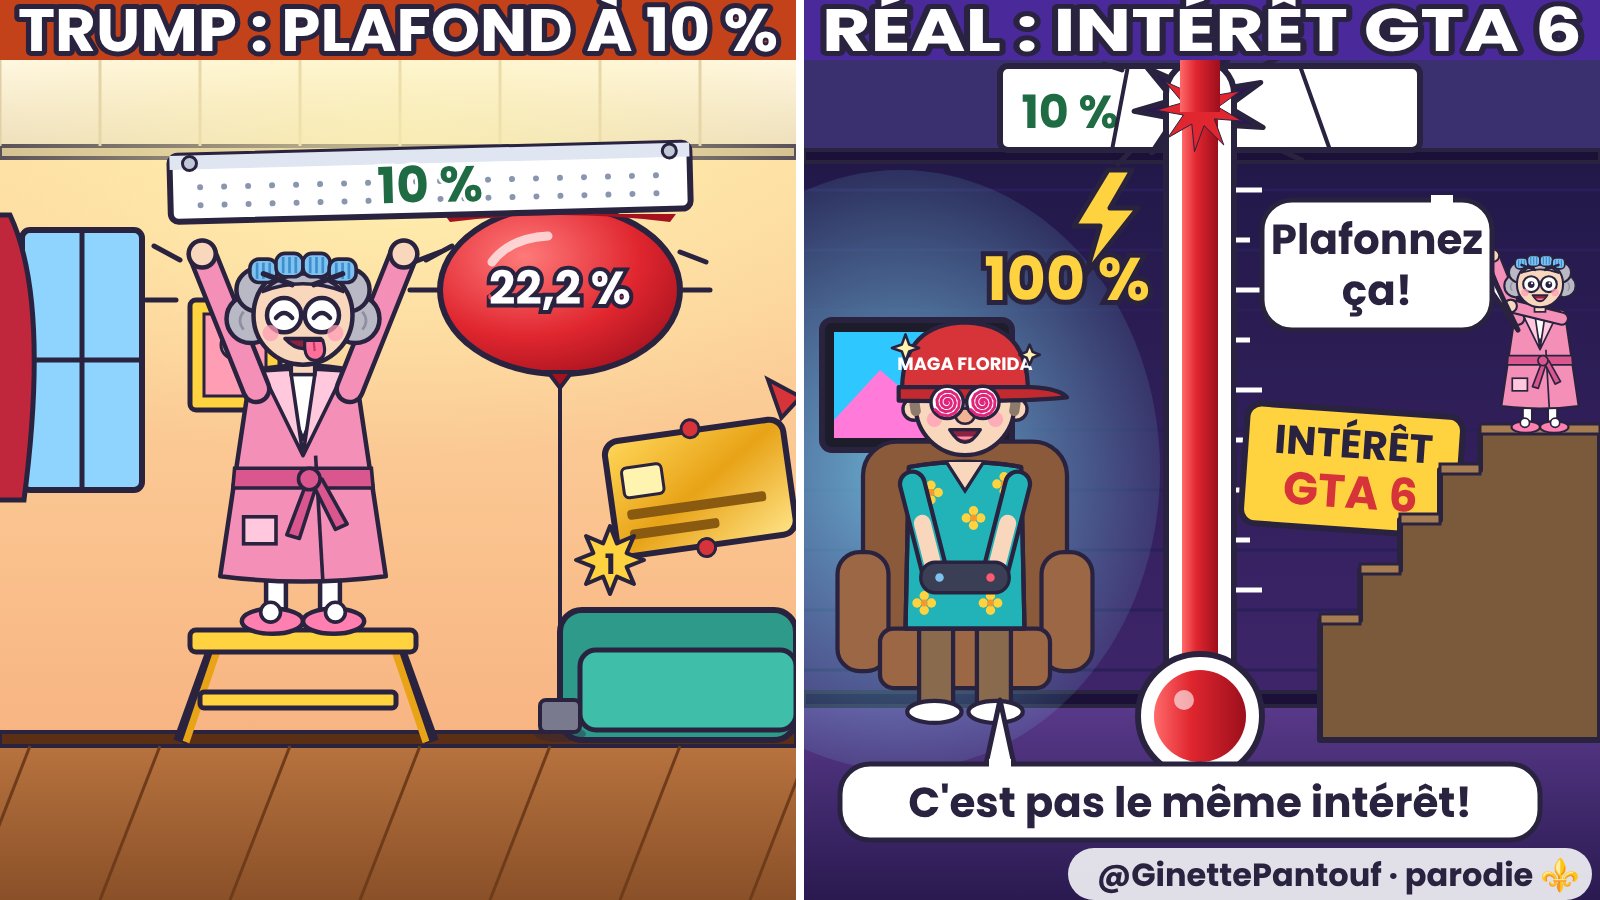 TRUMP : PLAFOND À 10 %
10 %
22,2 %
1
RÉAL : INTÉRÊT GTA 6
10 %
100 %
Plafonnez
ça!
MAGA FLORIDA
INTÉRÊT
GTA 6
C'est pas le même intérêt!
@GinettePantouf · parodie ⚜️